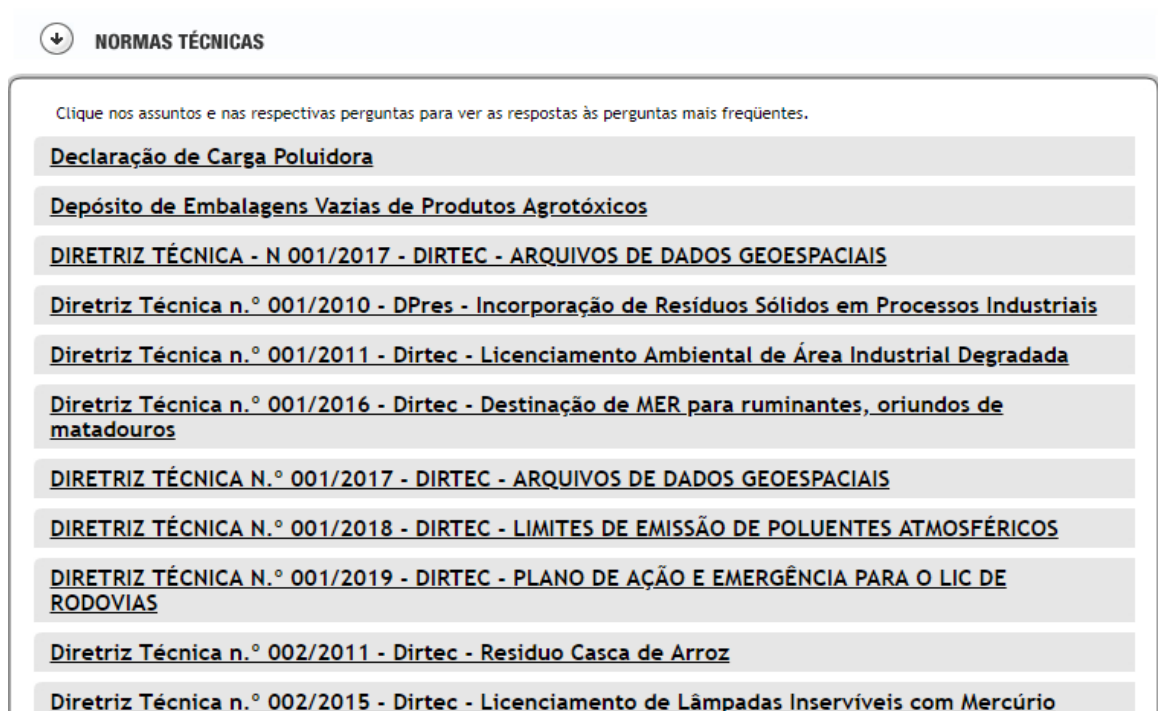 NORMAS TÉCNICAS
Clique nos assuntos e nas respectivas perguntas para ver as respostas às perguntas mais freqüentes.
Declaração de Carga Poluidora
Depósito de Embalagens Vazias de Produtos Agrotóxicos
DIRETRIZ TÉCNICA - N 001/2017 - DIRTEC - ARQUIVOS DE DADOS GEOESPACIAIS
Diretriz Técnica n.º 001/2010 - DPres - Incorporação de Resíduos Sólidos em Processos Industriais
Diretriz Técnica n.º 001/2011 - Dirtec - Licenciamento Ambiental de Área Industrial Degradada
Diretriz Técnica n.º 001/2016 - Dirtec - Destinação de MER para ruminantes, oriundos de
matadouros
DIRETRIZ TÉCNICA N.º 001/2017 - DIRTEC - ARQUIVOS DE DADOS GEOESPACIAIS
DIRETRIZ TÉCNICA N.º 001/2018 - DIRTEC - LIMITES DE EMISSÃO DE POLUENTES ATMOSFÉRICOS
DIRETRIZ TÉCNICA N.º 001/2019 - DIRTEC - PLANO DE AÇÃO E EMERGÊNCIA PARA O LIC DE
RODOVIAS
Diretriz Técnica n.º 002/2011 - Dirtec - Residuo Casca de Arroz
Diretriz Técnica n.º 002/2015 - Dirtec - Licenciamento de Lâmpadas Inservíveis com Mercúrio